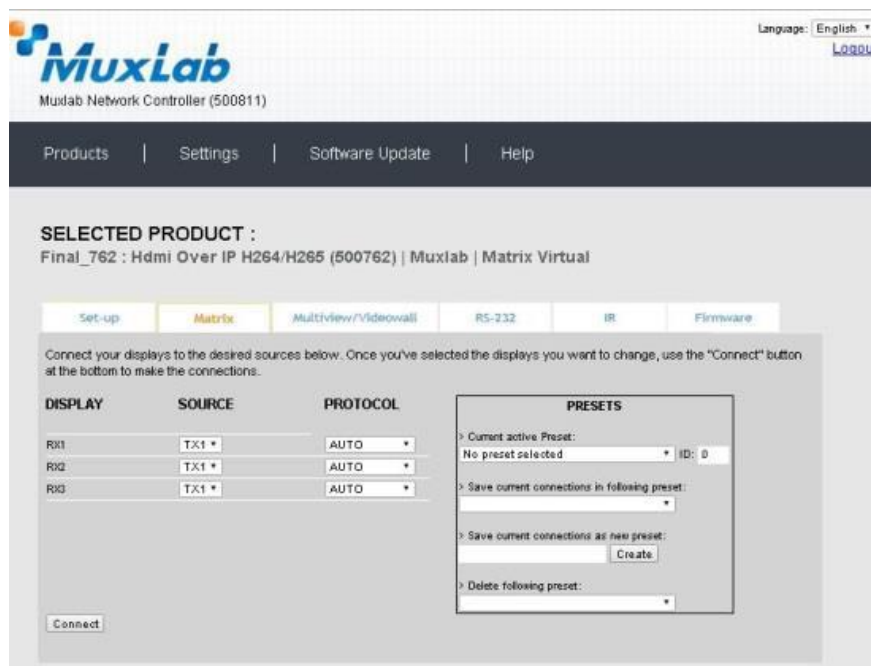 Language: English
Logou
MuxLab
Muxlab Network Controller (500811)
Products | Settings | Software Update | Help
SELECTED PRODUCT :
Final_762 : Hdmi Over IP H264/H265 (500762) | Muxlab | Matrix Virtual
Set-up Matrix Multiview/Videowall RS-232 IR Firmware
Connect your displays to the desired sources below. Once you've selected the displays you want to change, use the "Connect" button
at the bottom to make the connections.
DISPLAY SOURCE PROTOCOL
RX1 TX1 AUTO
RX2 TX1 AUTO
RX3 TX1 AUTO
PRESETS
> Current active Preset:
No preset selected ID: 0
> Save current connections in following preset:
> Save current connections as new preset:
Create
> Delete following preset:
Connect